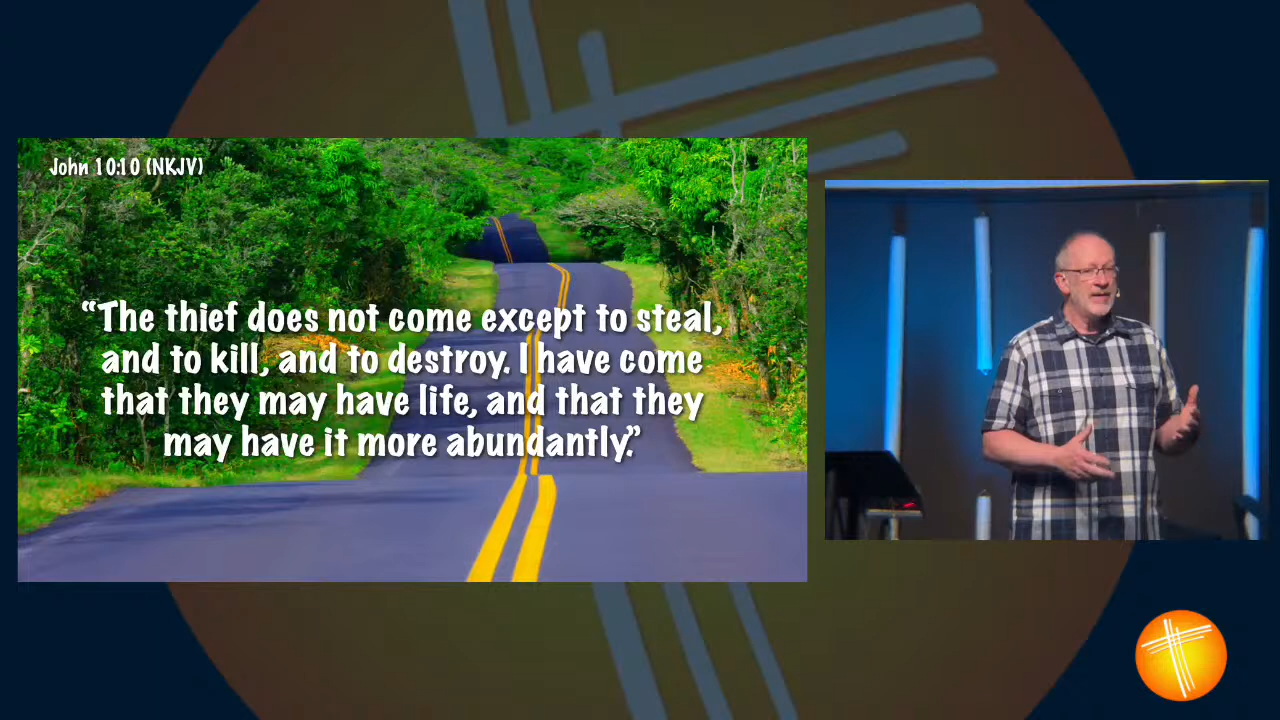 John 10:10 (NKJV)
“The thief does not come except to steal,
and to kill, and to destroy. I have come
that they may have life, and that they
may have it more abundantly.”